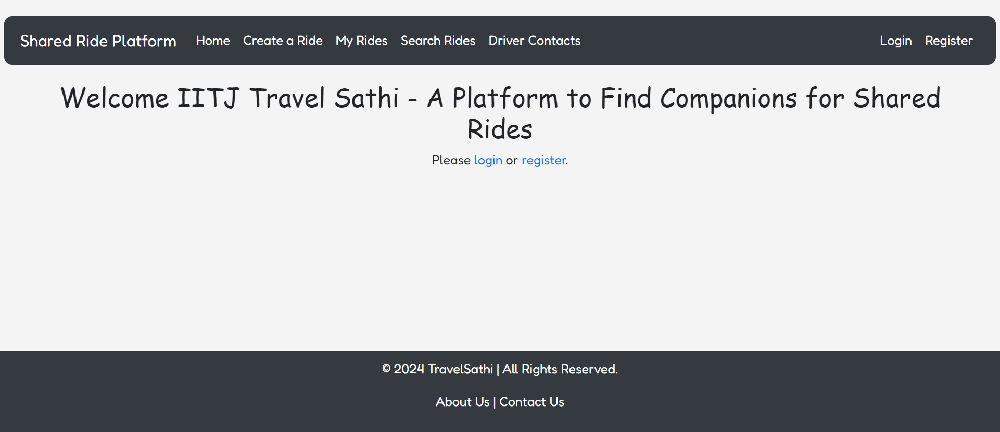 Shared Ride Platform Home Create a Ride My Rides Search Rides Driver Contacts Login Register
Welcome IITJ Travel Sathi - A Platform to Find Companions for Shared
Rides
Please login or register.
© 2024 TravelSathi | All Rights Reserved.
About Us | Contact Us